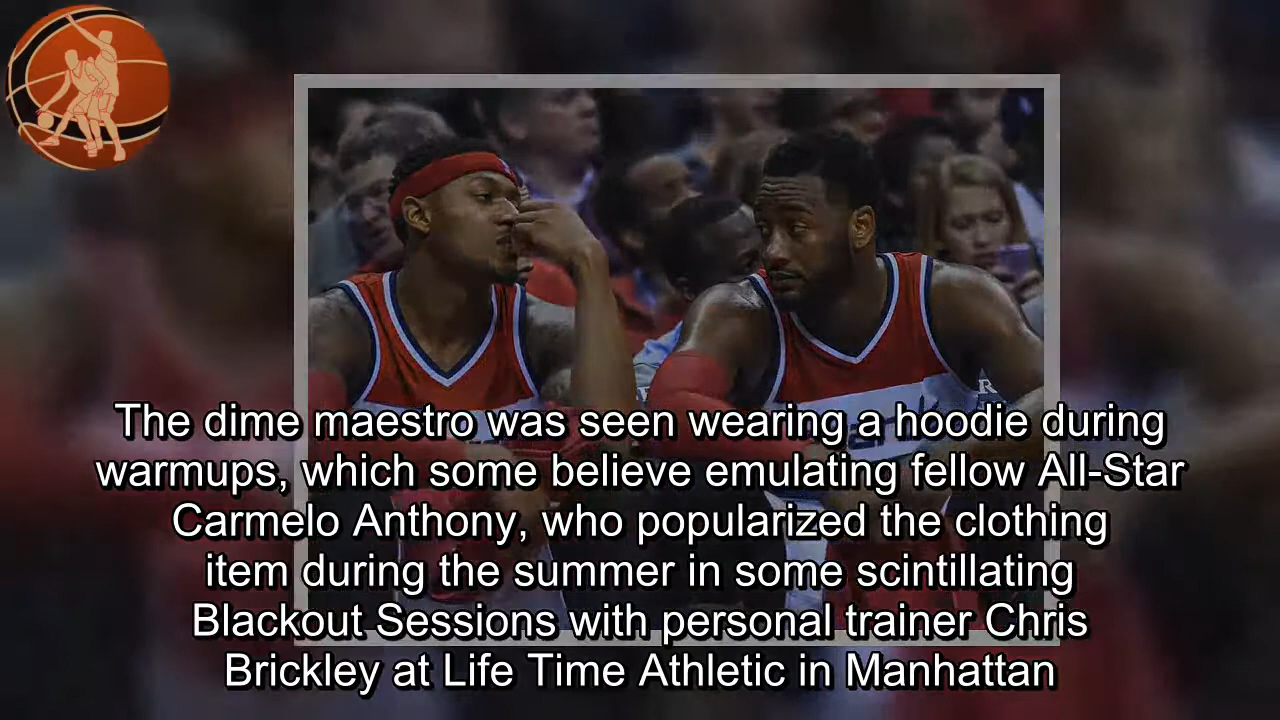 The dime maestro was seen wearing a hoodie during
warmups, which some believe emulating fellow All-Star
Carmelo Anthony, who popularized the clothing
item during the summer in some scintillating
Blackout Sessions with personal trainer Chris
Brickley at Life Time Athletic in Manhattan